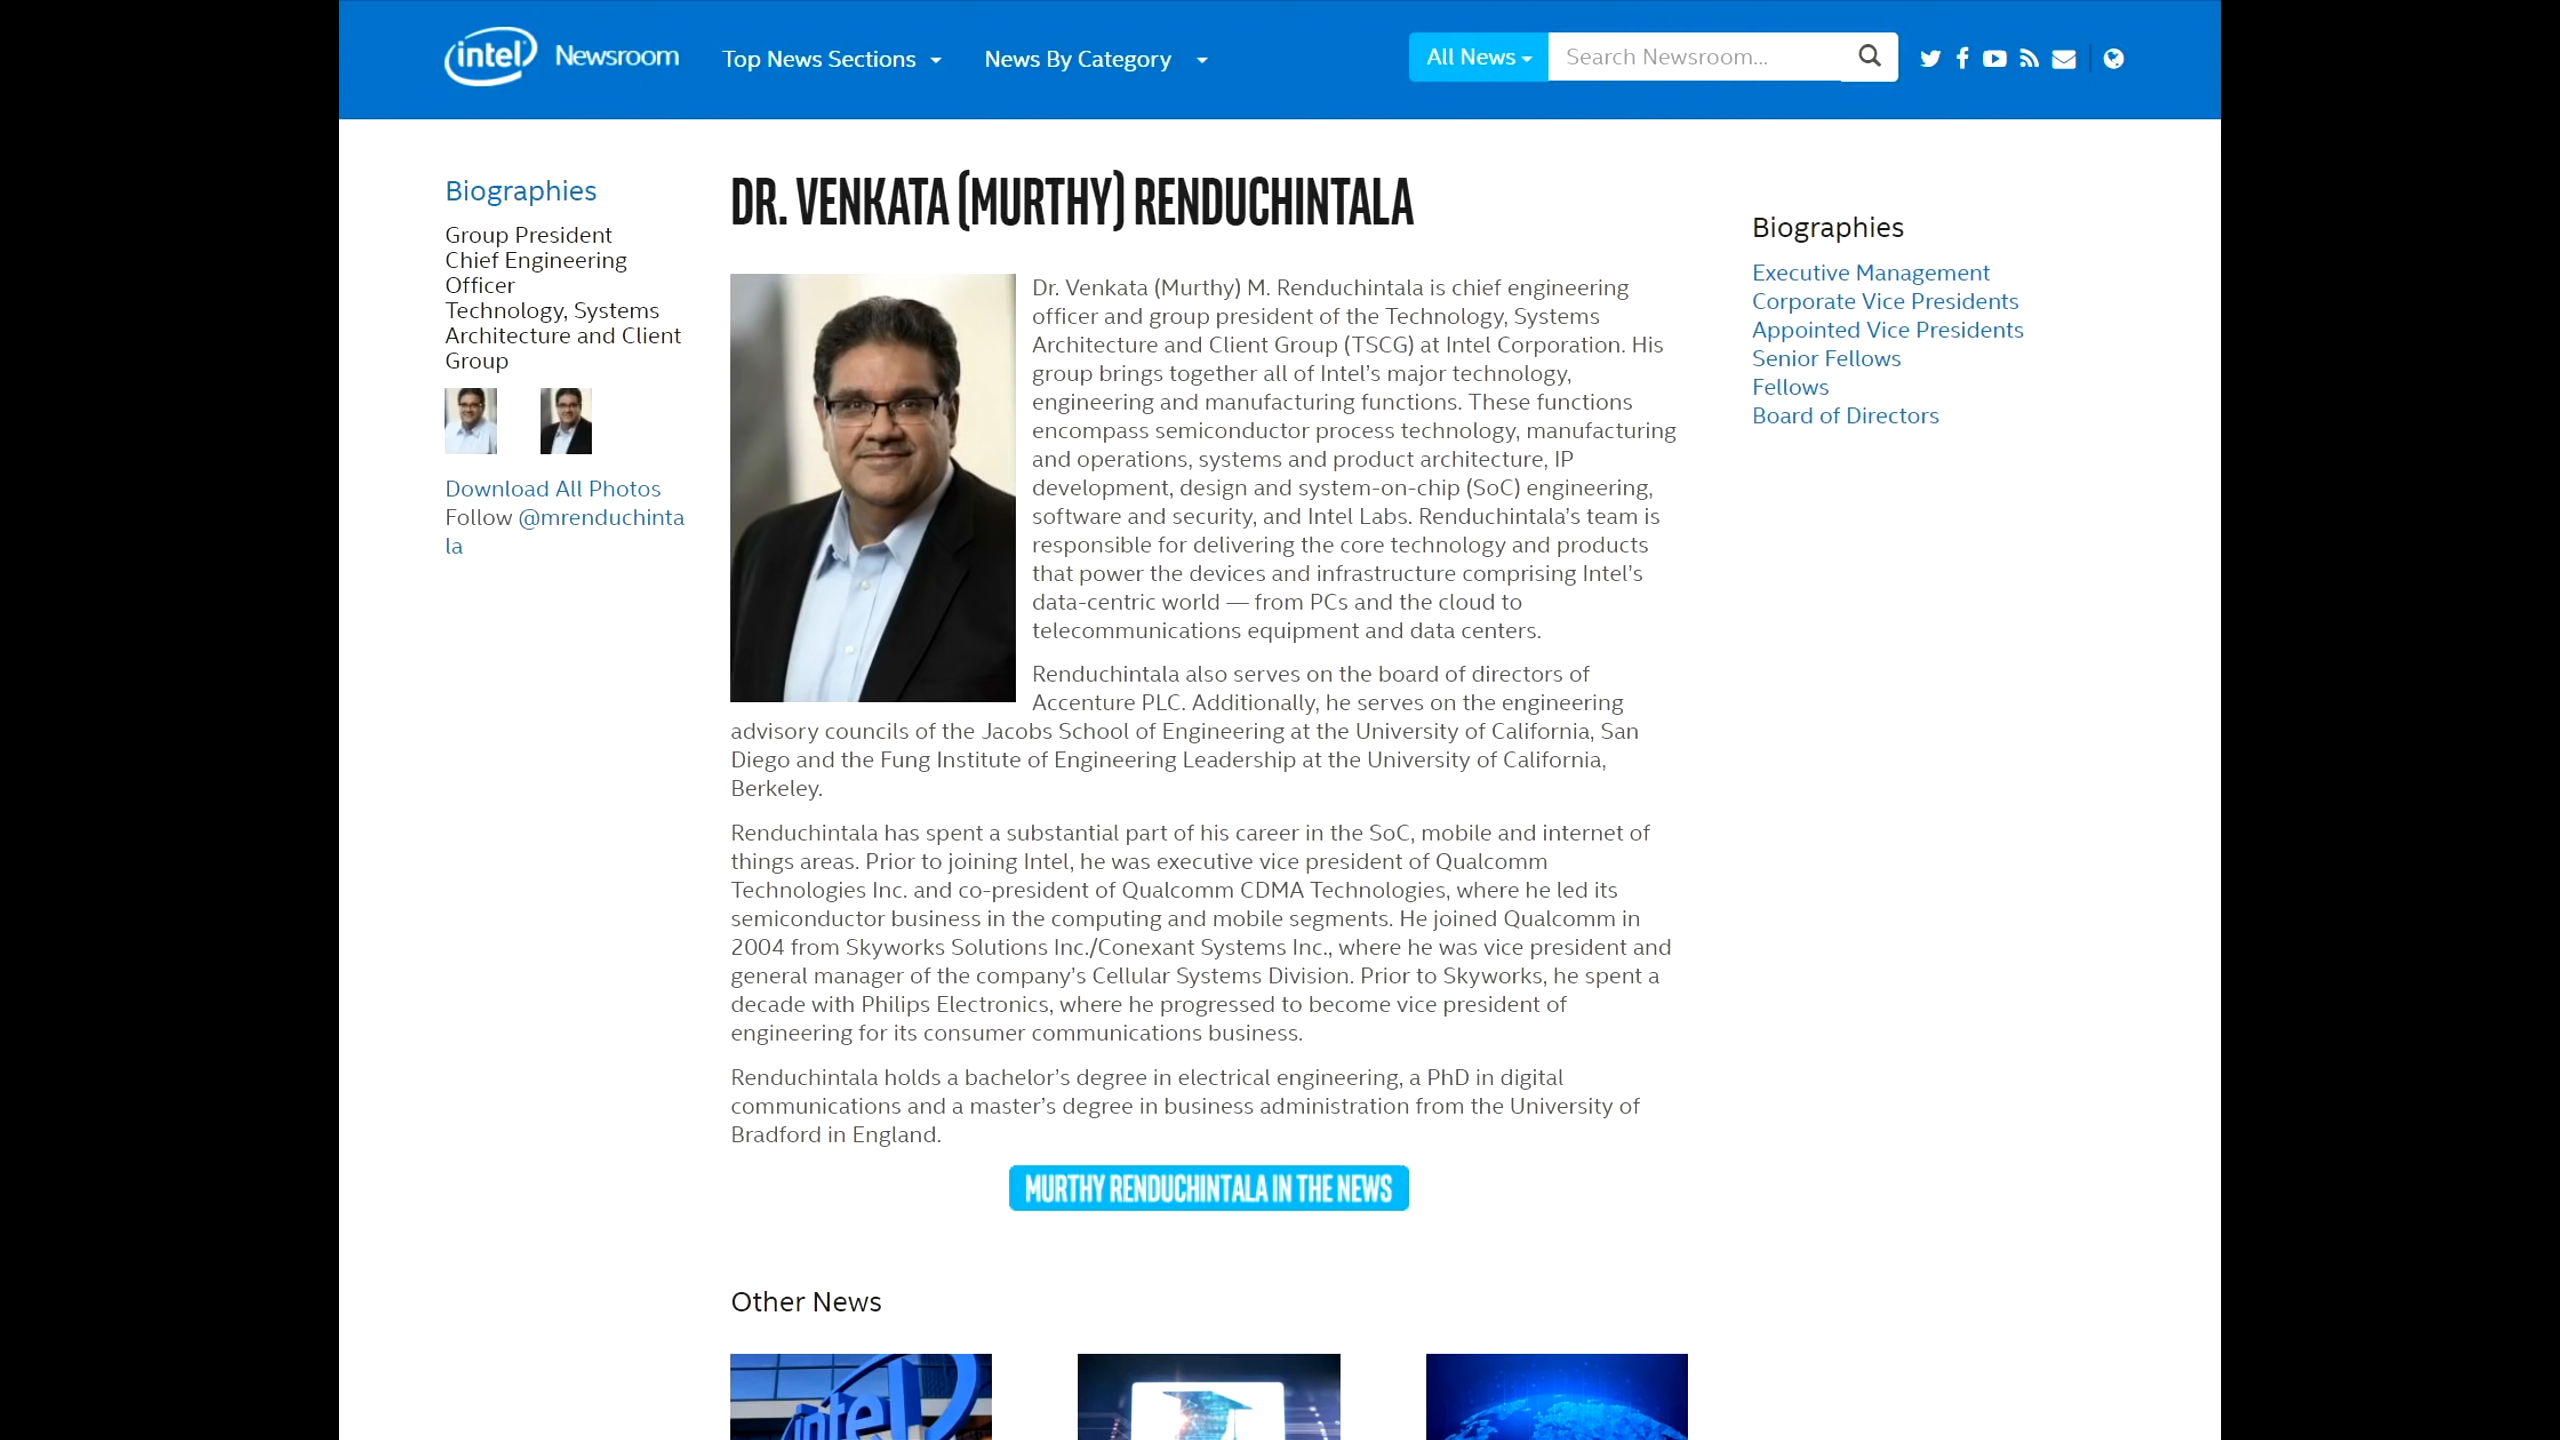 intel Newsroom
Top News Sections
News By Category
All News
Search Newsroom...
Biographies
Group President
Chief Engineering
Officer
Technology, Systems
Architecture and Client
Group
Download All Photos
Follow @mrenduchinta
la
DR. VENKATA (MURTHY) RENDUCHINTALA
Dr. Venkata (Murthy) M. Renduchintala is chief engineering
officer and group president of the Technology, Systems
Architecture and Client Group (TSCG) at Intel Corporation. His
group brings together all of Intel’s major technology,
engineering and manufacturing functions. These functions
encompass semiconductor process technology, manufacturing
and operations, systems and product architecture, IP
development, design and system-on-chip (SoC) engineering,
software and security, and Intel Labs. Renduchintala’s team is
responsible for delivering the core technology and products
that power the devices and infrastructure comprising Intel’s
data-centric world — from PCs and the cloud to
telecommunications equipment and data centers.
Renduchintala also serves on the board of directors of
Accenture PLC. Additionally, he serves on the engineering
advisory councils of the Jacobs School of Engineering at the University of California, San
Diego and the Fung Institute of Engineering Leadership at the University of California,
Berkeley.
Renduchintala has spent a substantial part of his career in the SoC, mobile and internet of
things areas. Prior to joining Intel, he was executive vice president of Qualcomm
Technologies Inc. and co-president of Qualcomm CDMA Technologies, where he led its
semiconductor business in the computing and mobile segments. He joined Qualcomm in
2004 from Skyworks Solutions Inc./Conexant Systems Inc., where he was vice president and
general manager of the company’s Cellular Systems Division. Prior to Skyworks, he spent a
decade with Philips Electronics, where he progressed to become vice president of
engineering for its consumer communications business.
Renduchintala holds a bachelor’s degree in electrical engineering, a PhD in digital
communications and a master’s degree in business administration from the University of
Bradford in England.
MURTHY RENDUCHINTALA IN THE NEWS
Biographies
Executive Management
Corporate Vice Presidents
Appointed Vice Presidents
Senior Fellows
Fellows
Board of Directors
Other News
intel